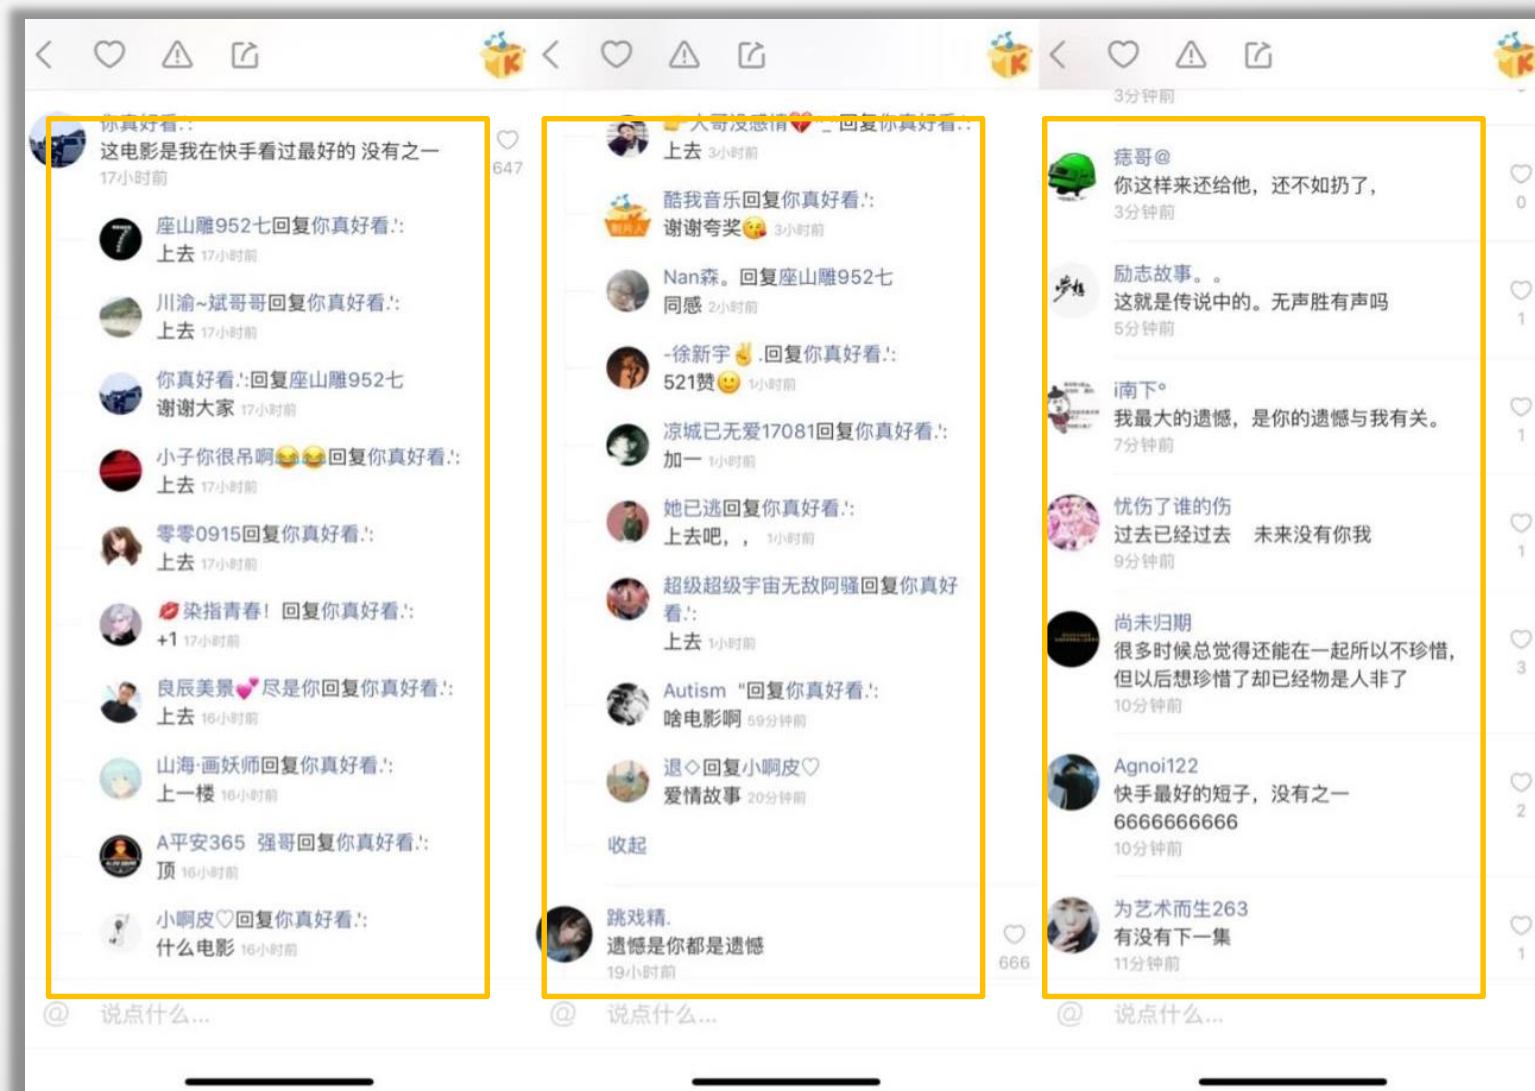 你真好看.':
这电影是我在快手看过最好的 没有之一
17小时前
647
座山雕952七回复你真好看.':
上去 17小时前
川渝~斌哥哥回复你真好看.':
上去 17小时前
你真好看.':回复座山雕952七
谢谢大家 17小时前
小子你很吊啊😂😂回复你真好看.':
上去 17小时前
零零0915回复你真好看.':
上去 17小时前
💋染指青春！回复你真好看.':
+1 17小时前
良辰美景💕尽是你回复你真好看.':
上去 16小时前
山海·画妖师回复你真好看.':
上一楼 16小时前
A平安365 强哥回复你真好看.':
顶 16小时前
小啊皮♡回复你真好看.':
什么电影 16小时前
@ 说点什么...
人哥没感情💔 回复你真好看.':
上去 3小时前
酷我音乐回复你真好看.':
谢谢夸奖😘 3小时前
Nan森。回复座山雕952七
同感 2小时前
-徐新宇✌.回复你真好看.':
521赞🙂 1小时前
凉城已无爱17081回复你真好看.':
加一 1小时前
她已逃回复你真好看.':
上去吧，， 1小时前
超级超级宇宙无敌阿骚回复你真好
看.':
上去 1小时前
Autism "回复你真好看.':
啥电影啊 59分钟前
退◇回复小啊皮♡
爱情故事 20分钟前
收起
跳戏精.
遗憾是你都是遗憾
19小时前
666
@ 说点什么...
3分钟前
痞哥@
你这样来还给他，还不如扔了，
3分钟前
0
励志故事。。
这就是传说中的。无声胜有声吗
5分钟前
1
i南下°
我最大的遗憾，是你的遗憾与我有关。
7分钟前
1
忧伤了谁的伤
过去已经过去 未来没有你我
9分钟前
1
尚未归期
很多时候总觉得还能在一起所以不珍惜，
但以后想珍惜了却已经物是人非了
10分钟前
3
Agnoi122
快手最好的短子，没有之一
6666666666
10分钟前
2
为艺术而生263
有没有下一集
11分钟前
1
@ 说点什么...